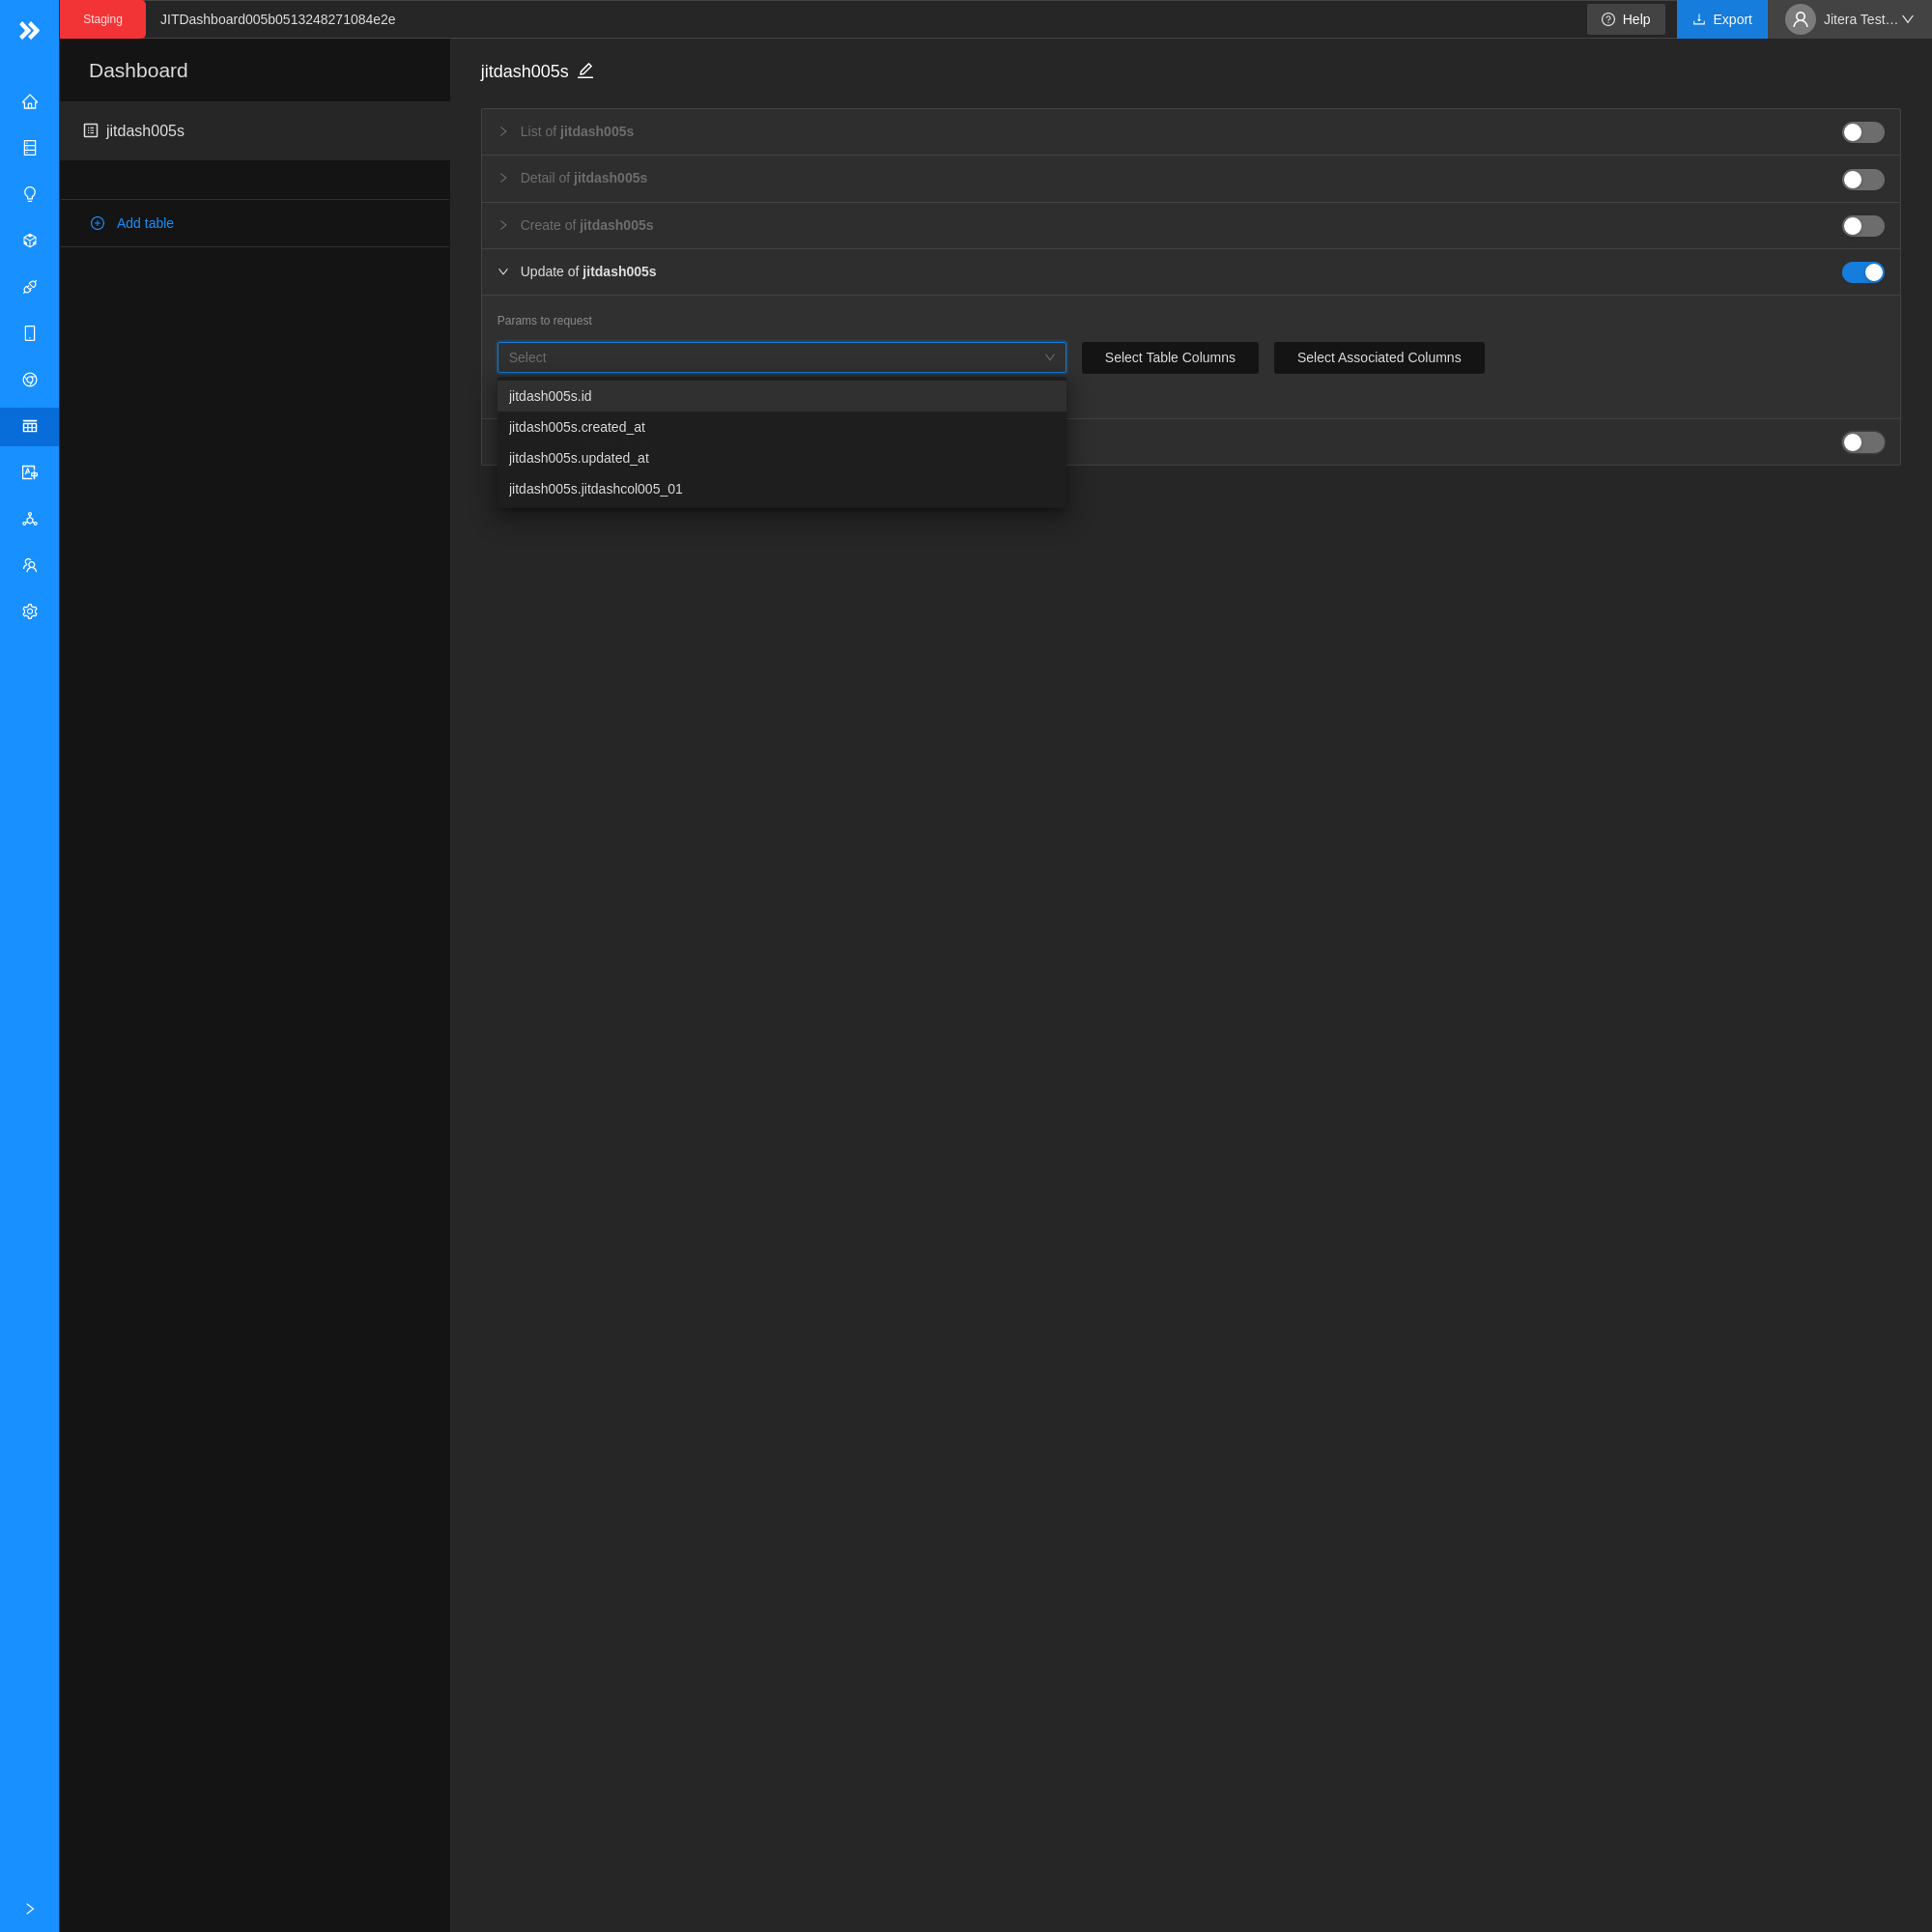 Staging
JITDashboard005b0513248271084e2e
Help
Export
Jitera Test...
Dashboard
jitdash005s
Add table
jitdash005s
List of jitdash005s
Detail of jitdash005s
Create of jitdash005s
Update of jitdash005s
Params to request
Select
Select Table Columns
Select Associated Columns
jitdash005s.id
jitdash005s.created_at
jitdash005s.updated_at
jitdash005s.jitdashcol005_01